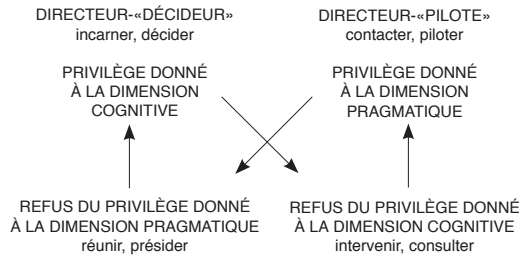 DIRECTEUR-«DÉCIDEUR»
incarner, décider
PRIVILÈGE DONNÉ
À LA DIMENSION
COGNITIVE
DIRECTEUR-«PILOTE»
contacter, piloter
PRIVILÈGE DONNÉ
À LA DIMENSION
PRAGMATIQUE
REFUS DU PRIVILÈGE DONNÉ
À LA DIMENSION PRAGMATIQUE
réunir, présider
REFUS DU PRIVILÈGE DONNÉ
À LA DIMENSION COGNITIVE
intervenir, consulter